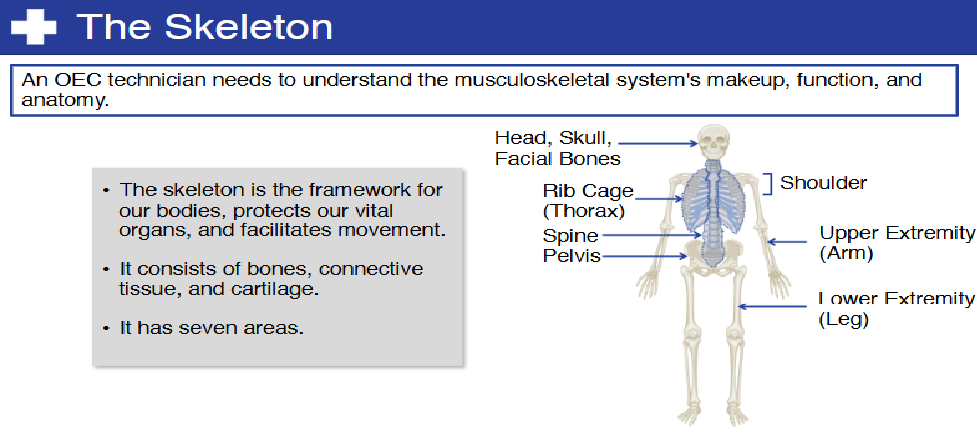 The Skeleton
An OEC technician needs to understand the musculoskeletal system's makeup, function, and
anatomy.
• The skeleton is the framework for
our bodies, protects our vital
organs, and facilitates movement.
• It consists of bones, connective
tissue, and cartilage.
• It has seven areas.
Head, Skull,
Facial Bones
Rib Cage
(Thorax)
Spine
Pelvis
Shoulder
Upper Extremity
(Arm)
Lower Extremity
(Leg)